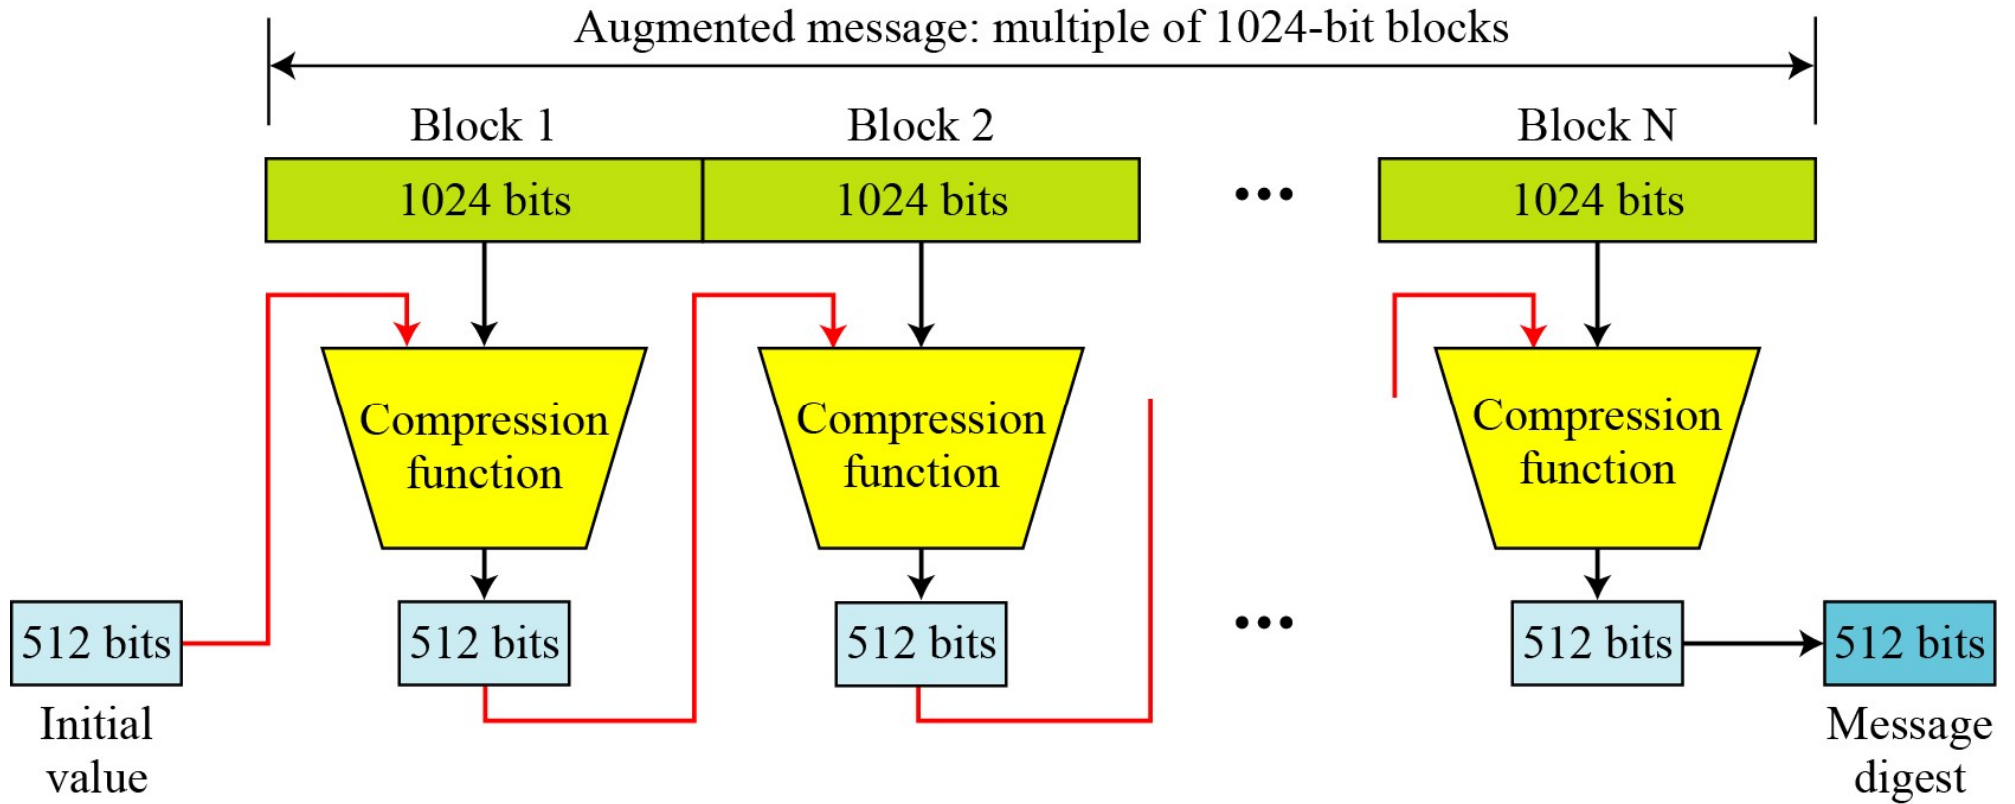 Augmented message: multiple of 1024-bit blocks
Block 1
Block 2
Block N
1024 bits
1024 bits
•••
1024 bits
Compression
function
Compression
function
Compression
function
512 bits
512 bits
512 bits
•••
512 bits
512 bits
Initial
value
Message
digest